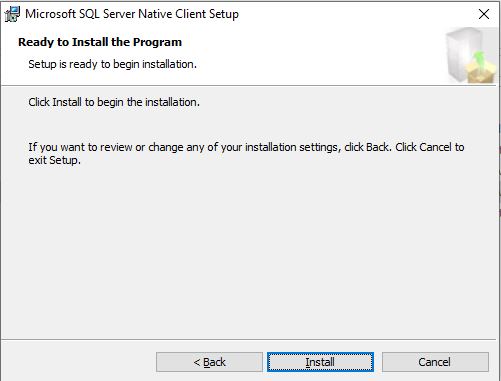 Microsoft SQL Server Native Client Setup
Ready to Install the Program
Setup is ready to begin installation.
Click Install to begin the installation.
If you want to review or change any of your installation settings, click Back. Click Cancel to
exit Setup.
< Back
Install
Cancel